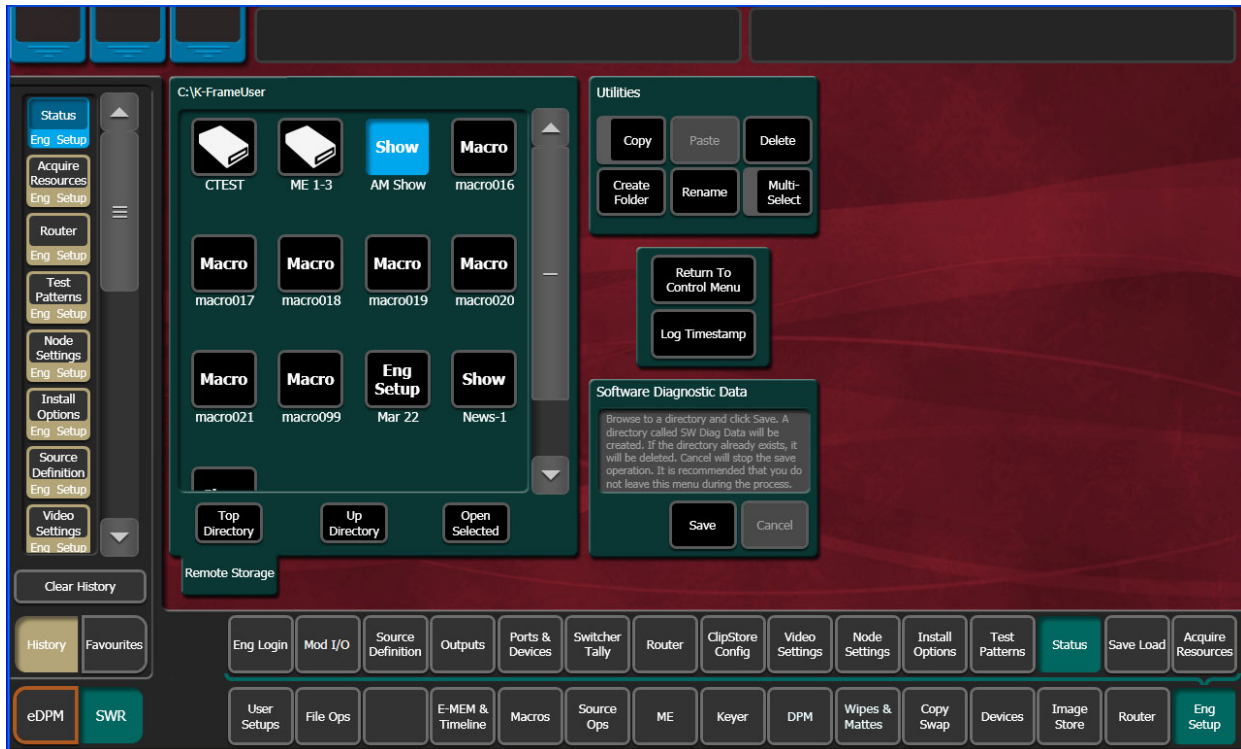 C:\K-FrameUser
CTEST
ME 1-3
Show
AM Show
Macro
macro016
Macro
macro017
Macro
macro018
Macro
macro019
Macro
macro020
Macro
macro021
Macro
macro099
Eng
Setup
Mar 22
Show
News-1
Top
Directory
Up
Directory
Open
Selected
Remote Storage
Utilities
Copy
Paste
Delete
Create
Folder
Rename
Multi-
Select
Return To
Control Menu
Log Timestamp
Software Diagnostic Data
Browse to a directory and click Save. A
directory called SW Diag Data will be
created. If the directory already exists, it
will be deleted. Cancel will stop the save
operation. It is recommended that you do
not leave this menu during the process.
Save
Cancel
Status
Eng Setup
Acquire
Resources
Eng Setup
Router
Eng Setup
Test
Patterns
Eng Setup
Node
Settings
Eng Setup
Install
Options
Eng Setup
Source
Definition
Eng Setup
Video
Settings
Eng Setup
Clear History
History
Favourites
eDPM
SWR
Eng Login
Mod I/O
Source
Definition
Outputs
Ports &
Devices
Switcher
Tally
Router
ClipStore
Config
Video
Settings
Node
Settings
Install
Options
Test
Patterns
Status
Save Load
Acquire
Resources
User
Setups
File Ops
E-MEM &
Timeline
Macros
Source
Ops
ME
Keyer
DPM
Wipes &
Mattes
Copy
Swap
Devices
Image
Store
Router
Eng
Setup